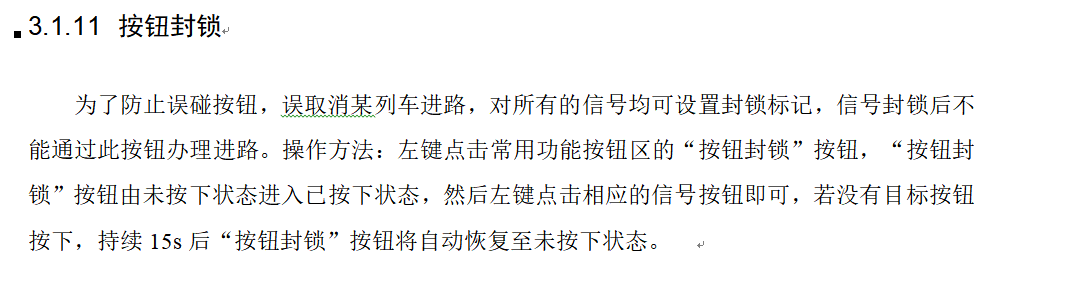 3.1.11 按钮封锁
为了防止误碰按钮，误取消某列车进路，对所有的信号均可设置封锁标记，信号封锁后不
能通过此按钮办理进路。操作方法：左键点击常用功能按钮区的“按钮封锁”按钮，“按钮封
锁”按钮由未按下状态进入已按下状态，然后左键点击相应的信号按钮即可，若没有目标按钮
按下，持续 15s 后“按钮封锁”按钮将自动恢复至未按下状态。